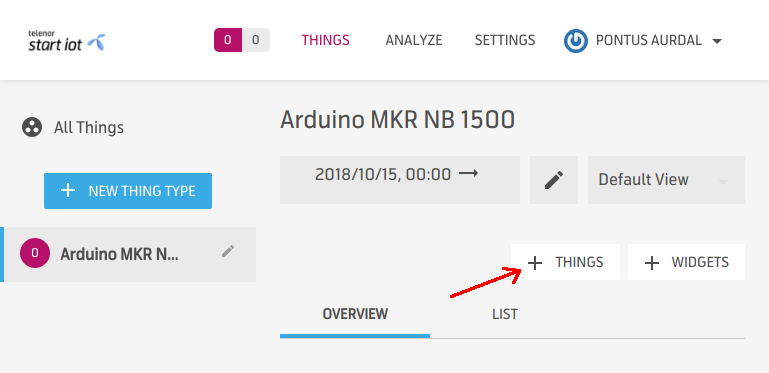 telenor
start iot
0 0 THINGS ANALYZE SETTINGS PONTUS AURDAL
All Things
Arduino MKR NB 1500
NEW THING TYPE
2018/10/15, 00:00
Default View
0 Arduino MKR N...
THINGS WIDGETS
OVERVIEW LIST